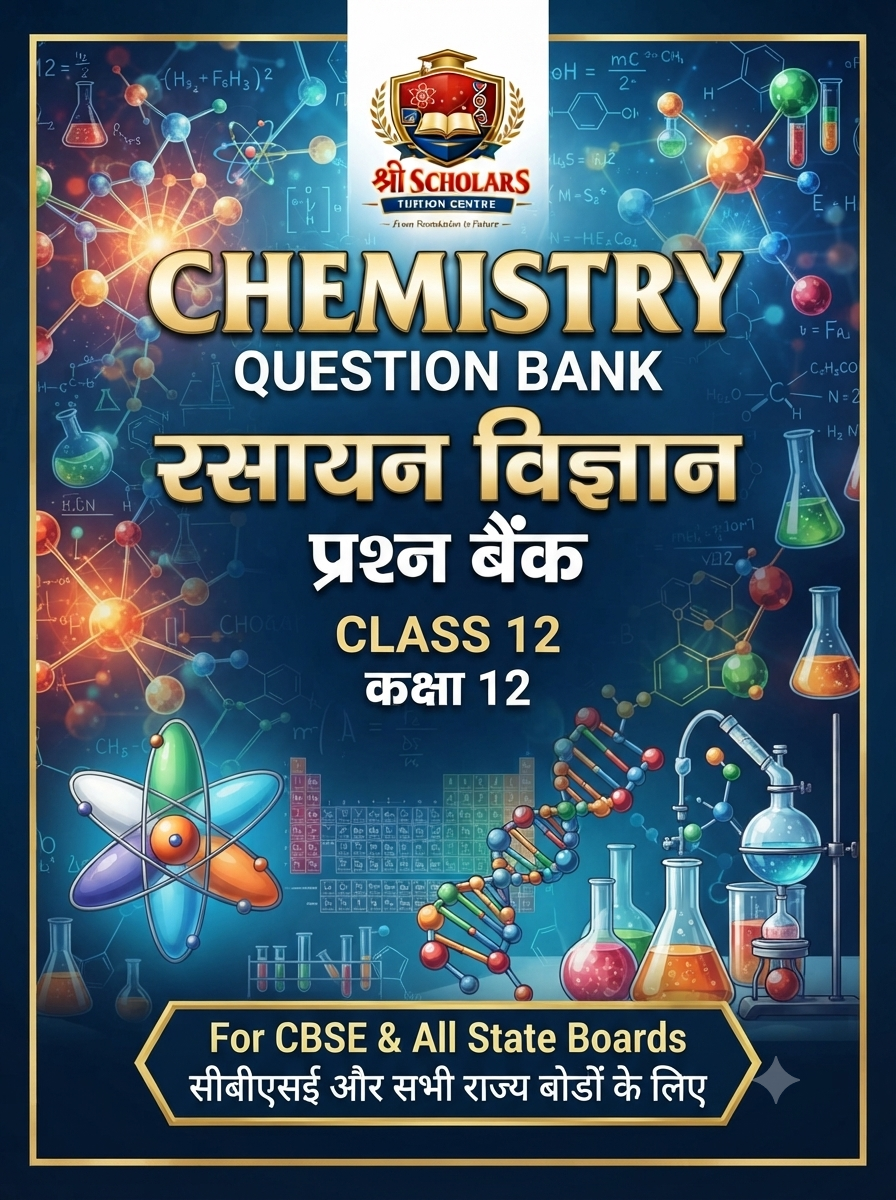 श्री SCHOLARS
TUITION CENTRE
CHEMISTRY
QUESTION BANK
रसायन विज्ञान
प्रश्न बैंक
CLASS 12
कक्षा 12
For CBSE & All State Boards
सीबीएसई और सभी राज्य बोर्डों के लिए